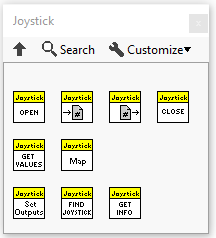 Joystick
x
Search Customize▾
Joystick Joystick Joystick Joystick
OPEN # # CLOSE
Joystick Joystick
GET VALUES Map
Joystick Joystick Joystick
Set Outputs FIND JOYSTICK GET INFO